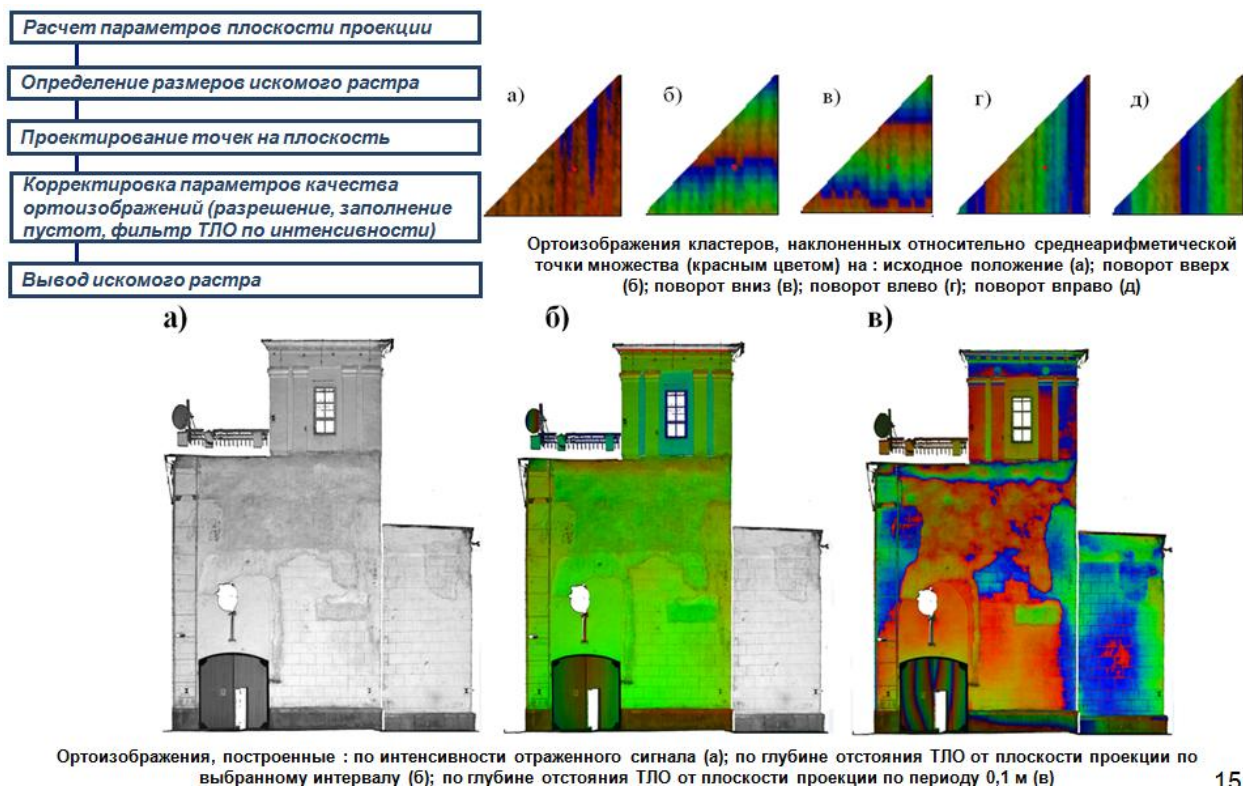 Расчет параметров плоскости проекции
Определение размеров искомого растра
Проектирование точек на плоскость
Корректировка параметров качества
ортоизображений (разрешение, заполнение
пустот, фильтр ТЛО по интенсивности)
Вывод искомого растра
а)
б)
в)
г)
д)
Ортоизображения кластеров, наклоненных относительно среднеарифметической
точки множества (красным цветом) на : исходное положение (а); поворот вверх
(б); поворот вниз (в); поворот влево (г); поворот вправо (д)
а)
б)
в)
Ортоизображения, построенные : по интенсивности отраженного сигнала (а); по глубине отстояния ТЛО от плоскости проекции по
выбранному интервалу (б); по глубине отстояния ТЛО от плоскости проекции по периоду 0,1 м (в)
15